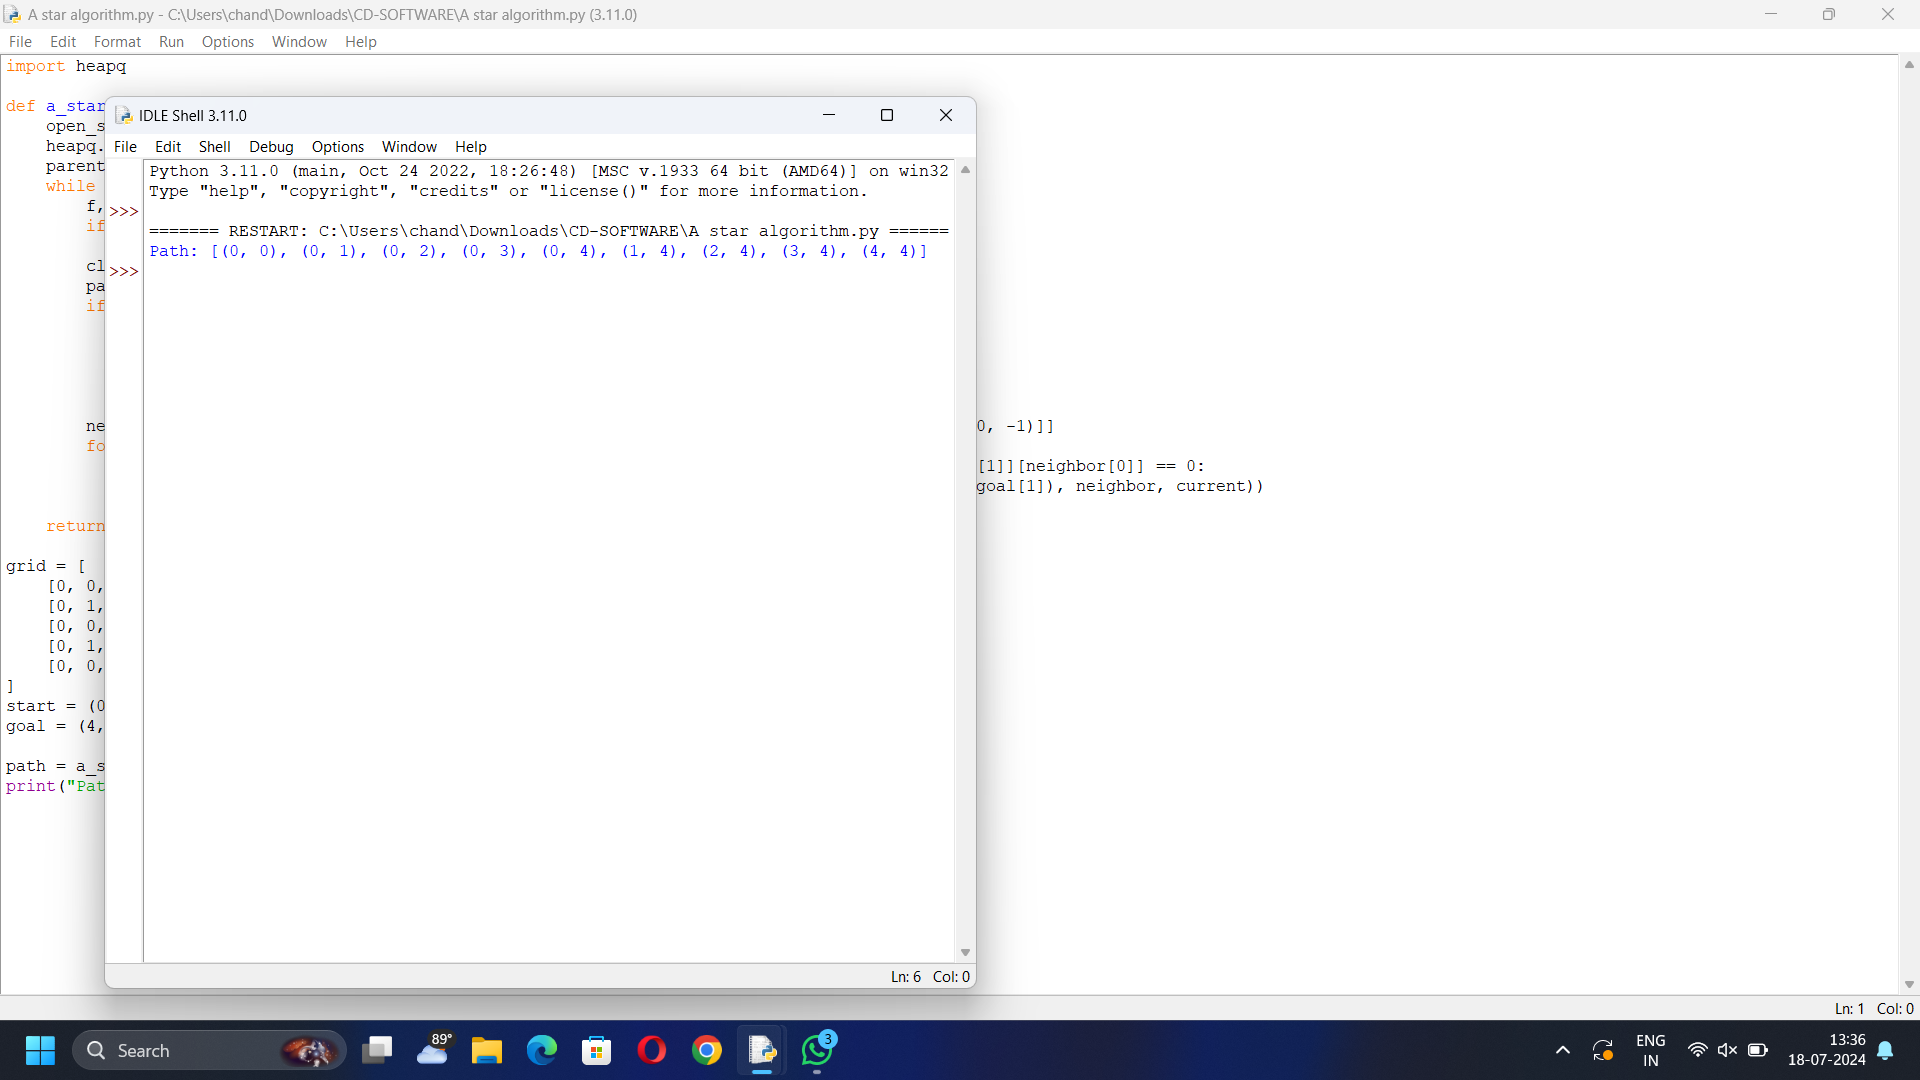 A star algorithm.py - C:\Users\chand\Downloads\CD-SOFTWARE\A star algorithm.py (3.11.0)
File Edit Format Run Options Window Help
import heapq
def a_star
open_s
heapq.
parent
while
f,
if
cl
pa
if
ne
0, -1)]]
fo
[1]][neighbor[0]] == 0:
goal[1]), neighbor, current))
return
grid = [
[0, 0,
[0, 1,
[0, 0,
[0, 1,
[0, 0,
]
start = (0
goal = (4,
path = a_s
print("Pat
IDLE Shell 3.11.0
File Edit Shell Debug Options Window Help
Python 3.11.0 (main, Oct 24 2022, 18:26:48) [MSC v.1933 64 bit (AMD64)] on win32
Type "help", "copyright", "credits" or "license()" for more information.
>>>
======= RESTART: C:\Users\chand\Downloads\CD-SOFTWARE\A star algorithm.py ======
Path: [(0, 0), (0, 1), (0, 2), (0, 3), (0, 4), (1, 4), (2, 4), (3, 4), (4, 4)]
>>>
Ln: 6 Col: 0
Ln: 1 Col: 0
Search
89°
3
ENG
IN
13:36
18-07-2024